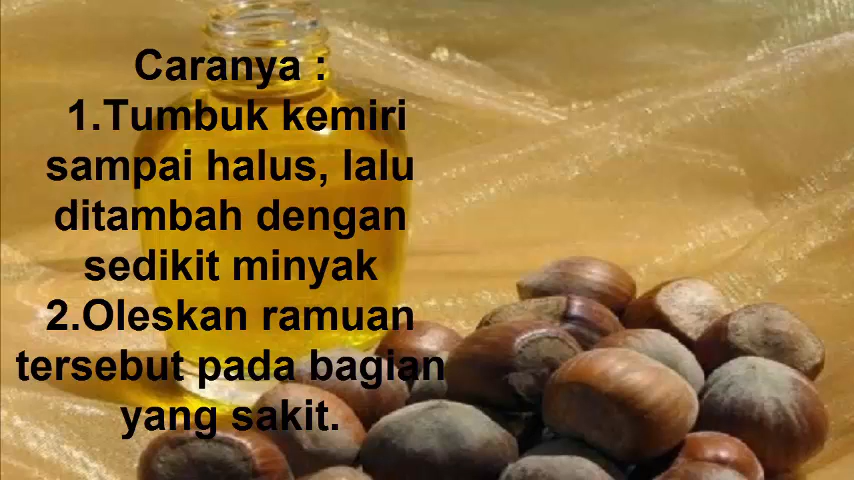 Caranya :
1.Tumbuk kemiri
sampai halus, lalu
ditambah dengan
sedikit minyak
2.Oleskan ramuan
tersebut pada bagian
yang sakit.